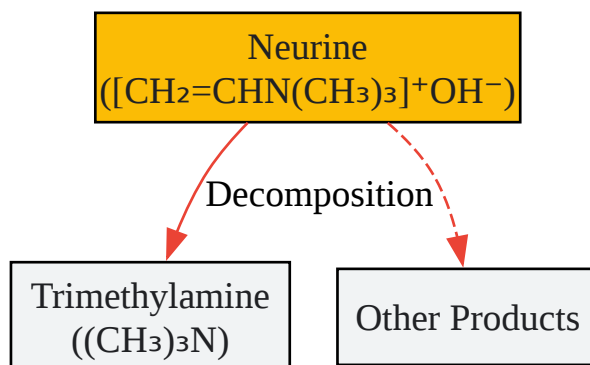 Neurine
([CH₂=CHN(CH₃)₃]⁺OH⁻)
Decomposition
Trimethylamine
((CH₃)₃N)
Other Products